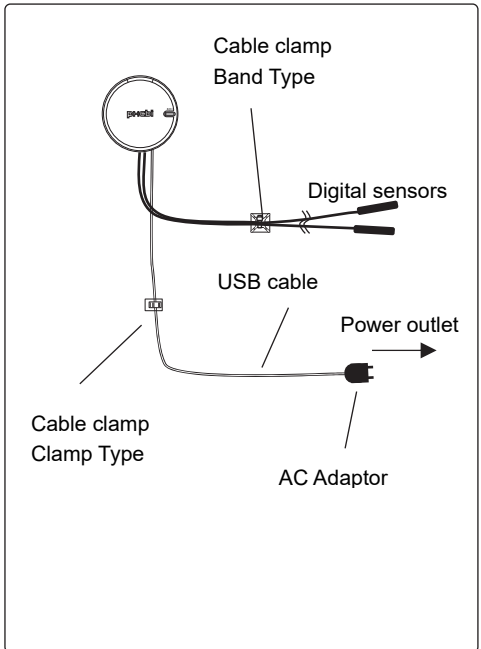 Cable clamp
Band Type
Digital sensors
USB cable
Power outlet
Cable clamp
Clamp Type
AC Adaptor